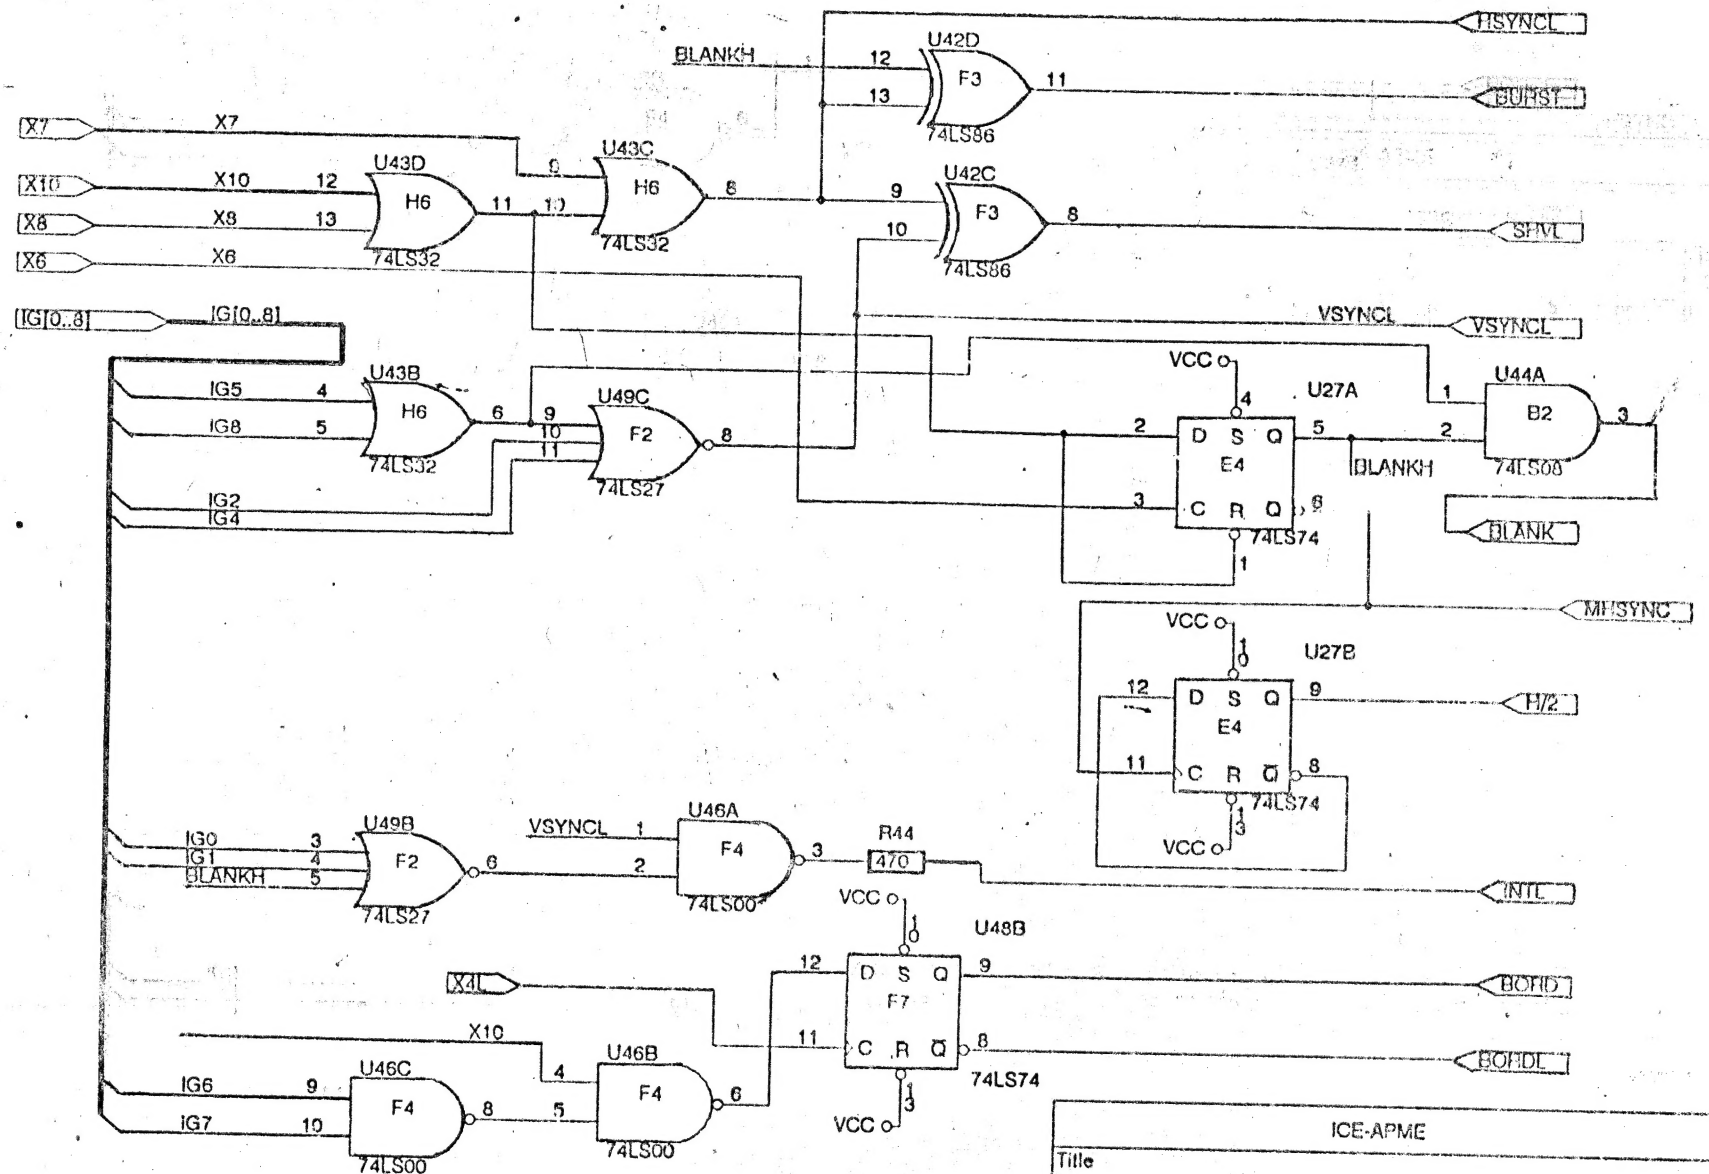 HSYNCL
BLANKH
12
U42D
F3
11
13
74LS86
BURST
X7
X7
U43D
U43C
9
H6
8
X10
X10
12
H6
11
10
74LS32
U42C
9
F3
8
X8
X8
13
74LS32
10
74LS86
SHVL
X6
X6
IG[0..8]
IG[0..8]
VSYNCL
VSYNCL
U43B
VCC
U27A
U44A
IG5
4
H6
6
U49C
9
F2
8
4
1
B2
3
IG8
5
10
11
2
D S Q
5
2
74LS32
74LS27
E4
BLANKH
74LS08
IG2
IG4
3
C R Q
6
74LS74
BLANK
1
MHSYNC
VCC
10
U27B
12
D S Q
9
H/2
E4
11
C R Q
8
74LS74
13
VCC
U49B
VSYNCL
1
U46A
F4
3
R44
470
IG0
3
F2
6
IG1
4
2
BLANKH
5
74LS27
74LS00
INTL
VCC
10
U48B
X4L
12
D S Q
9
BORD
F7
X10
11
C R Q
8
BORDL
74LS74
13
VCC
U46C
4
U46B
F4
6
IG6
9
F4
8
5
IG7
10
74LS00
74LS00
ICE-APME
Title